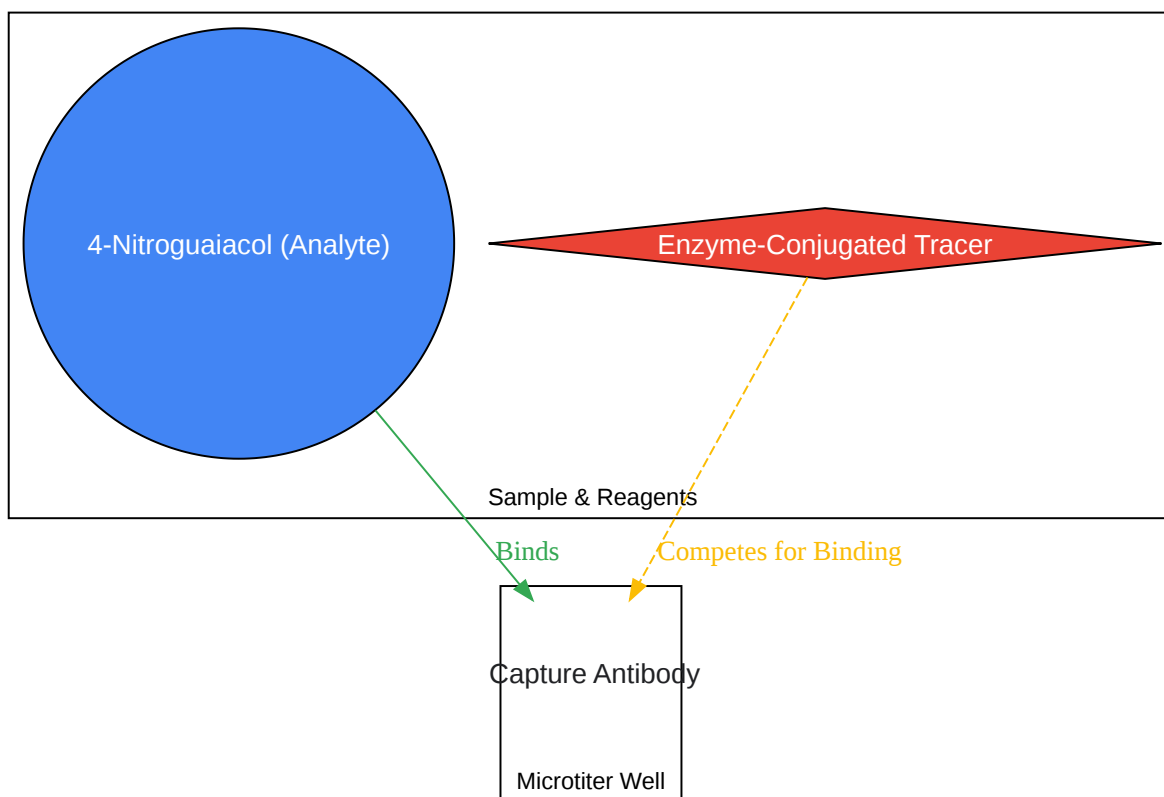 4-Nitroguaiacol (Analyte)
Enzyme-Conjugated Tracer
Sample & Reagents
Binds
Competes for Binding
Capture Antibody
Microtiter Well